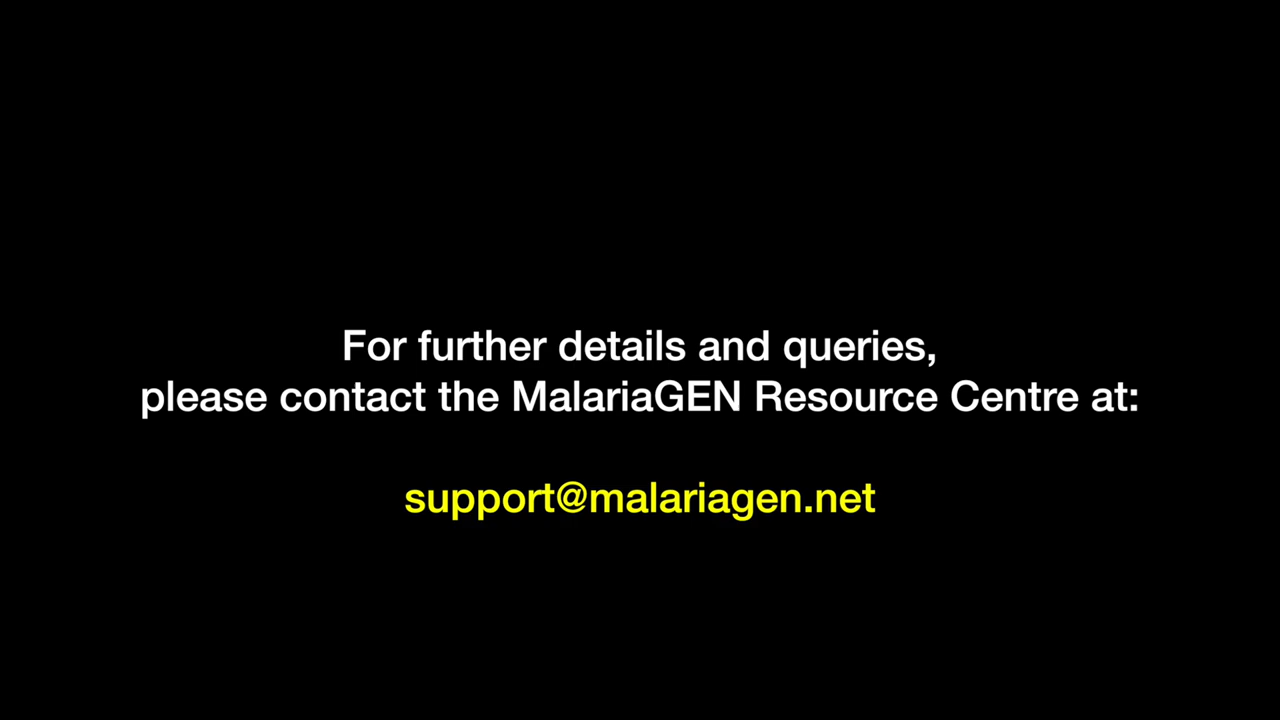 For further details and queries,
please contact the MalariaGEN Resource Centre at:
support@malariagen.net